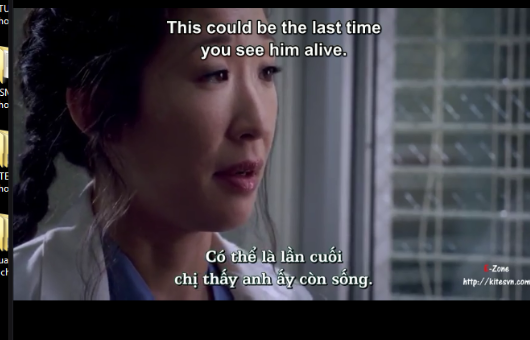 This could be the last time
you see him alive.
Có thể là lần cuối
chị thấy anh ấy còn sống.
-Zone
http://kitesvn.com